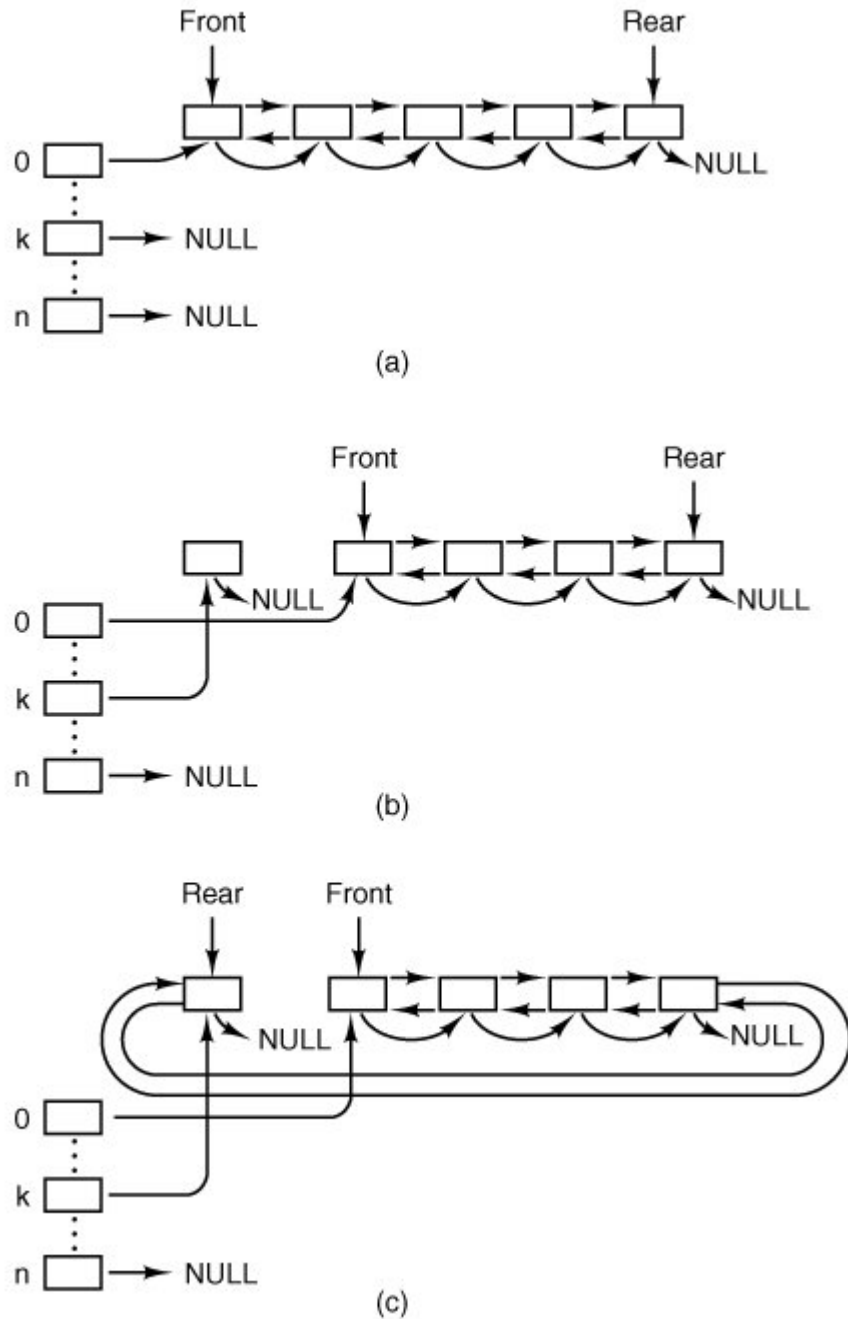 Front Rear
0 NULL
k NULL
n NULL
(a)
Front Rear
NULL NULL
0
k
n NULL
(b)
Rear Front
NULL NULL
0
k
n NULL
(c)